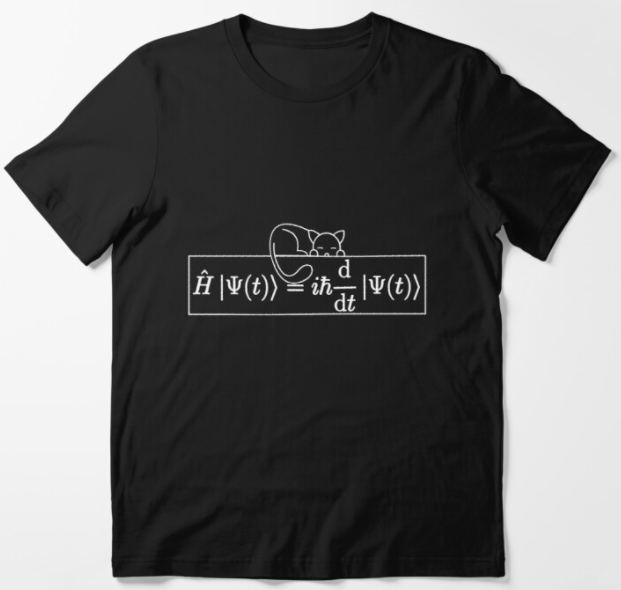 Ĥ |Ψ(t)⟩ = iħ d/dt |Ψ(t)⟩